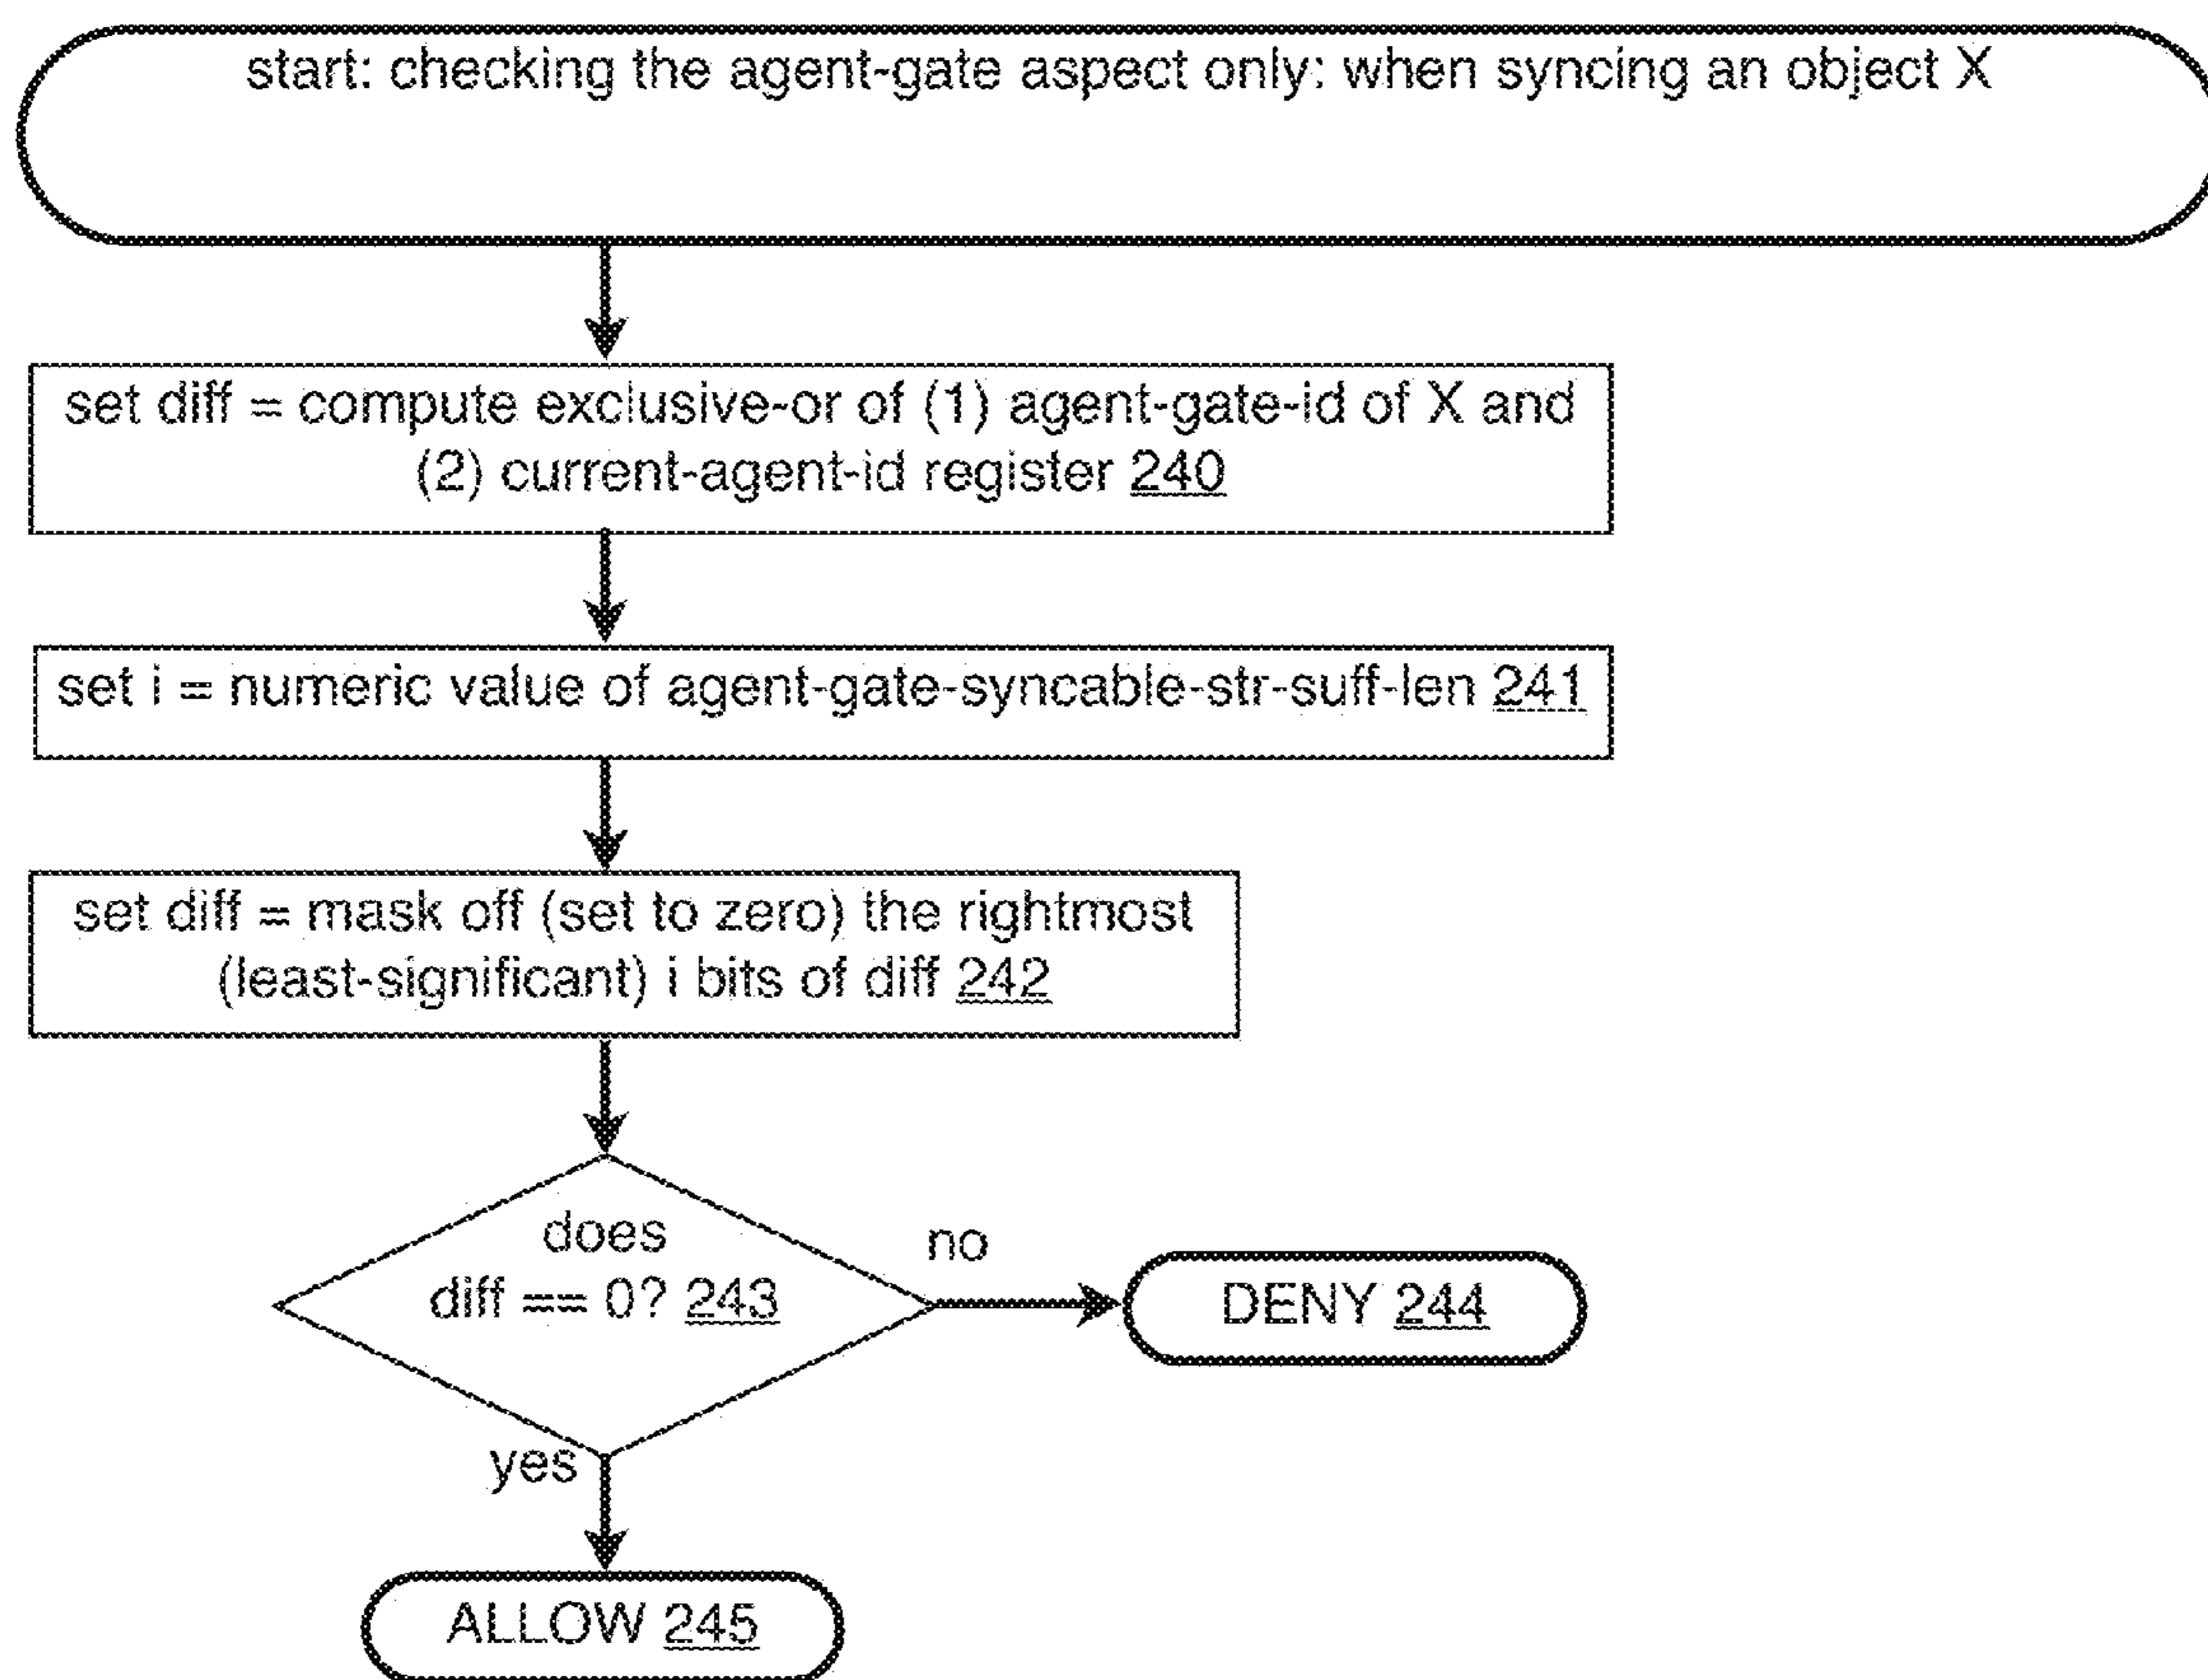 start: checking the agent-gate aspect only: when syncing an object X
set diff = compute exclusive-or of (1) agent-gate-id of X and
(2) current-agent-id register 240
set i = numeric value of agent-gate-syncable-str-suff-len 241
set diff = mask off (set to zero) the rightmost
(least-significant) i bits of diff 242
does
diff == 0? 243
no
DENY 244
yes
ALLOW 245